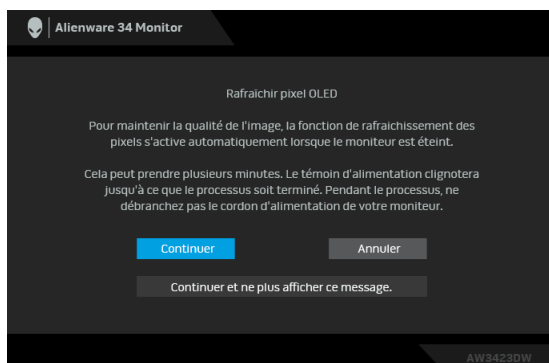 Alienware 34 Monitor
Rafraîchir pixel OLED
Pour maintenir la qualité de l'image, la fonction de rafraichissement des
pixels s'active automatiquement lorsque le moniteur est éteint.
Cela peut prendre plusieurs minutes. Le témoin d'alimentation clignotera
jusqu'à ce que le processus soit terminé. Pendant le processus, ne
débranchez pas le cordon d'alimentation de votre moniteur.
Continuer
Annuler
Continuer et ne plus afficher ce message.
AW3423DW